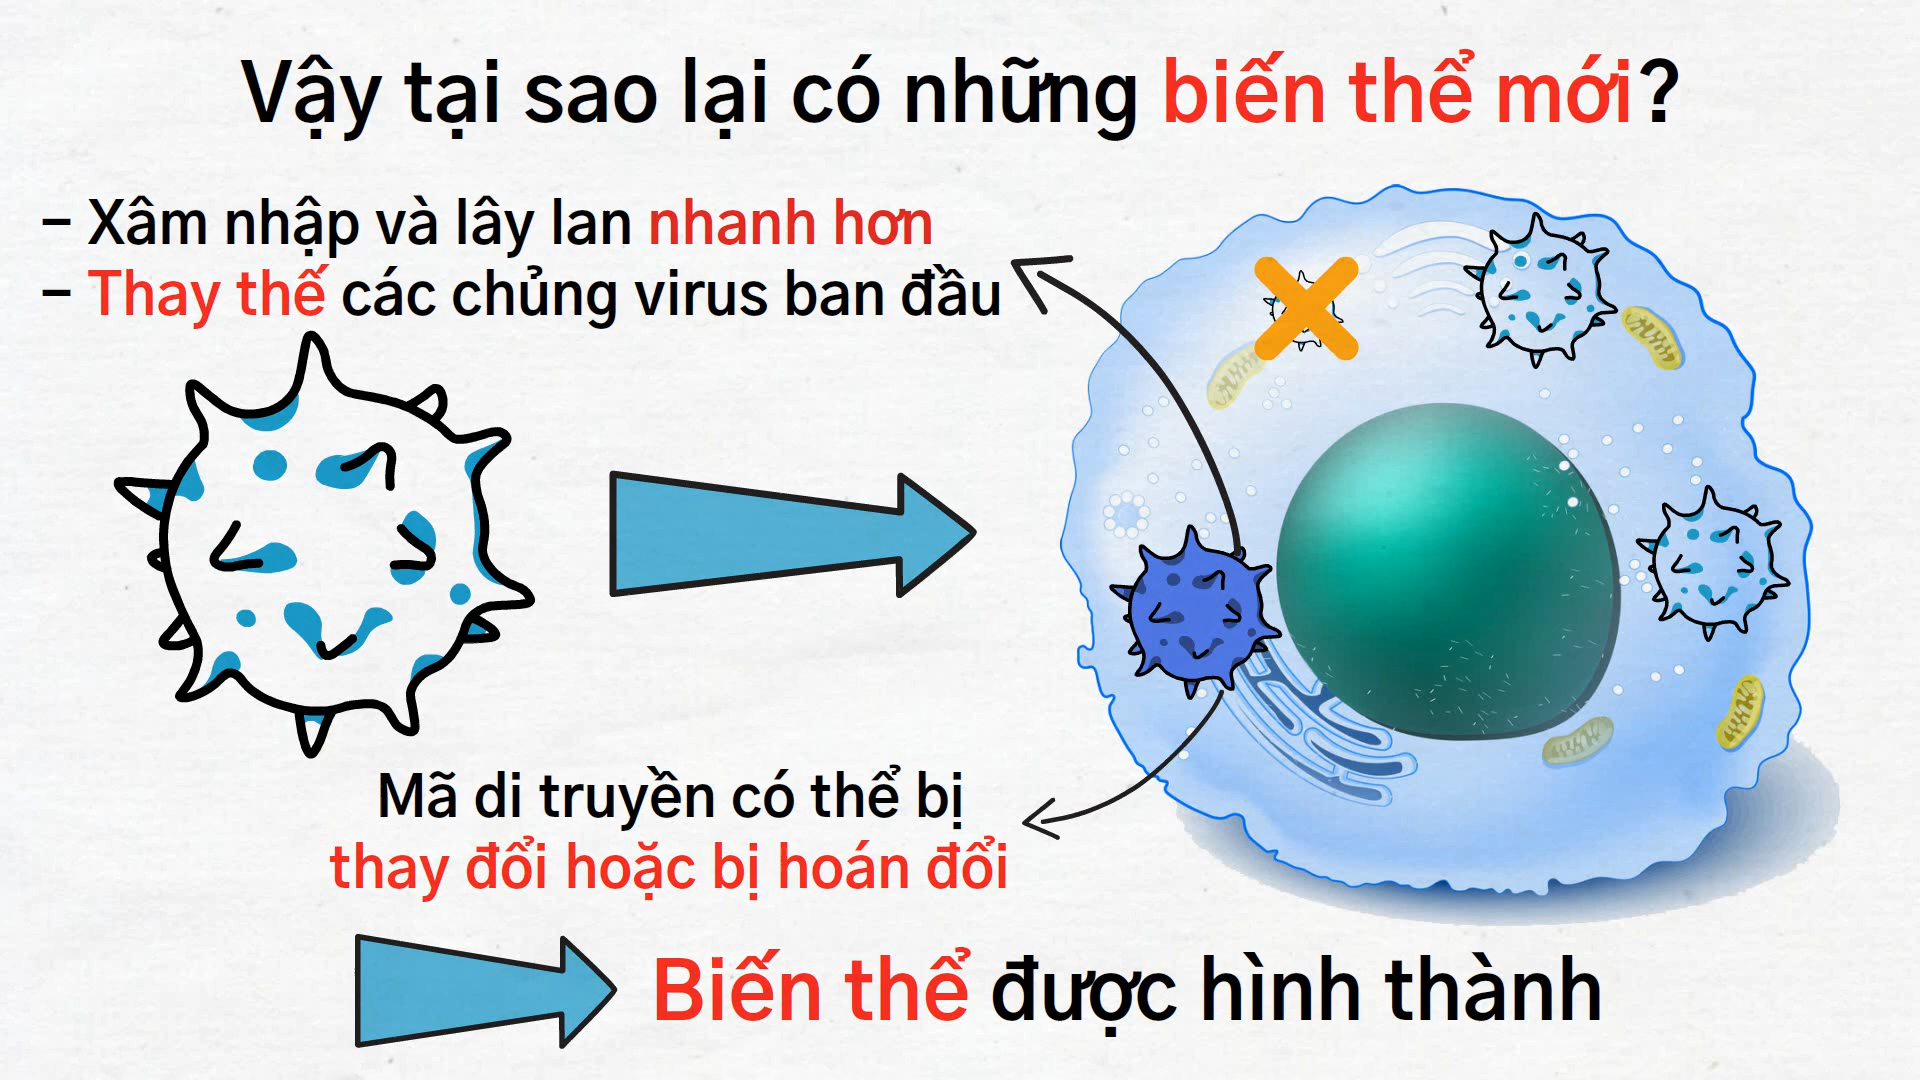 Vậy tại sao lại có những biến thể mới?
- Xâm nhập và lây lan nhanh hơn
- Thay thế các chủng virus ban đầu
Mã di truyền có thể bị
thay đổi hoặc bị hoán đổi
Biến thể được hình thành